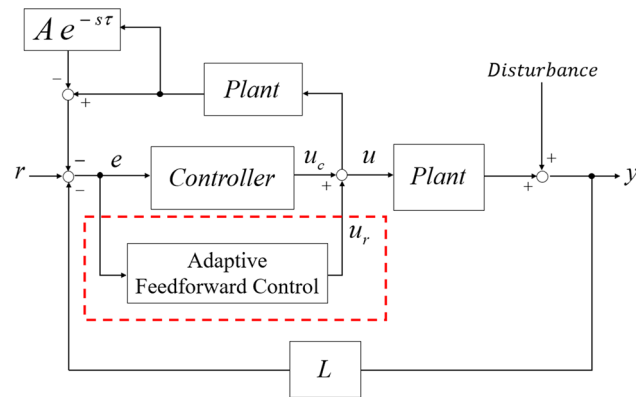 A e^{-sτ}
Disturbance
−
+
Plant
+
r
−
−
e
Controller
u_c
+
u
Plant
+
+
y
u_r
Adaptive
Feedforward Control
L